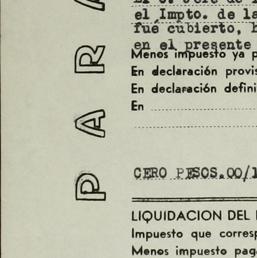 PARA
el Impto. de la
fue cubierto, h
en el presente
Menos impuesto ya p
En declaración provis
En declaración defini
En
CERO PESOS.00/1
LIQUIDACION DEL
Impuesto que corresp
Menos impuesto pag